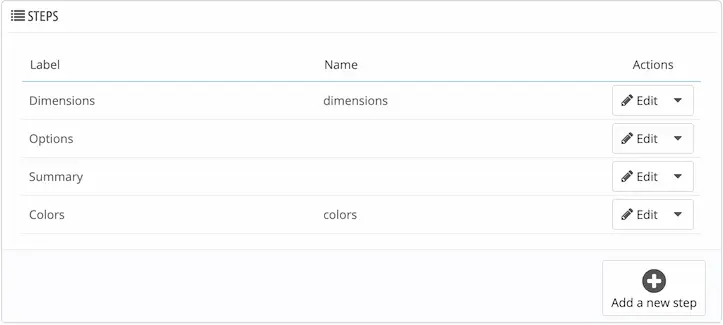 STEPS
Label Name Actions
Dimensions dimensions Edit
Options Edit
Summary Edit
Colors colors Edit
Add a new step